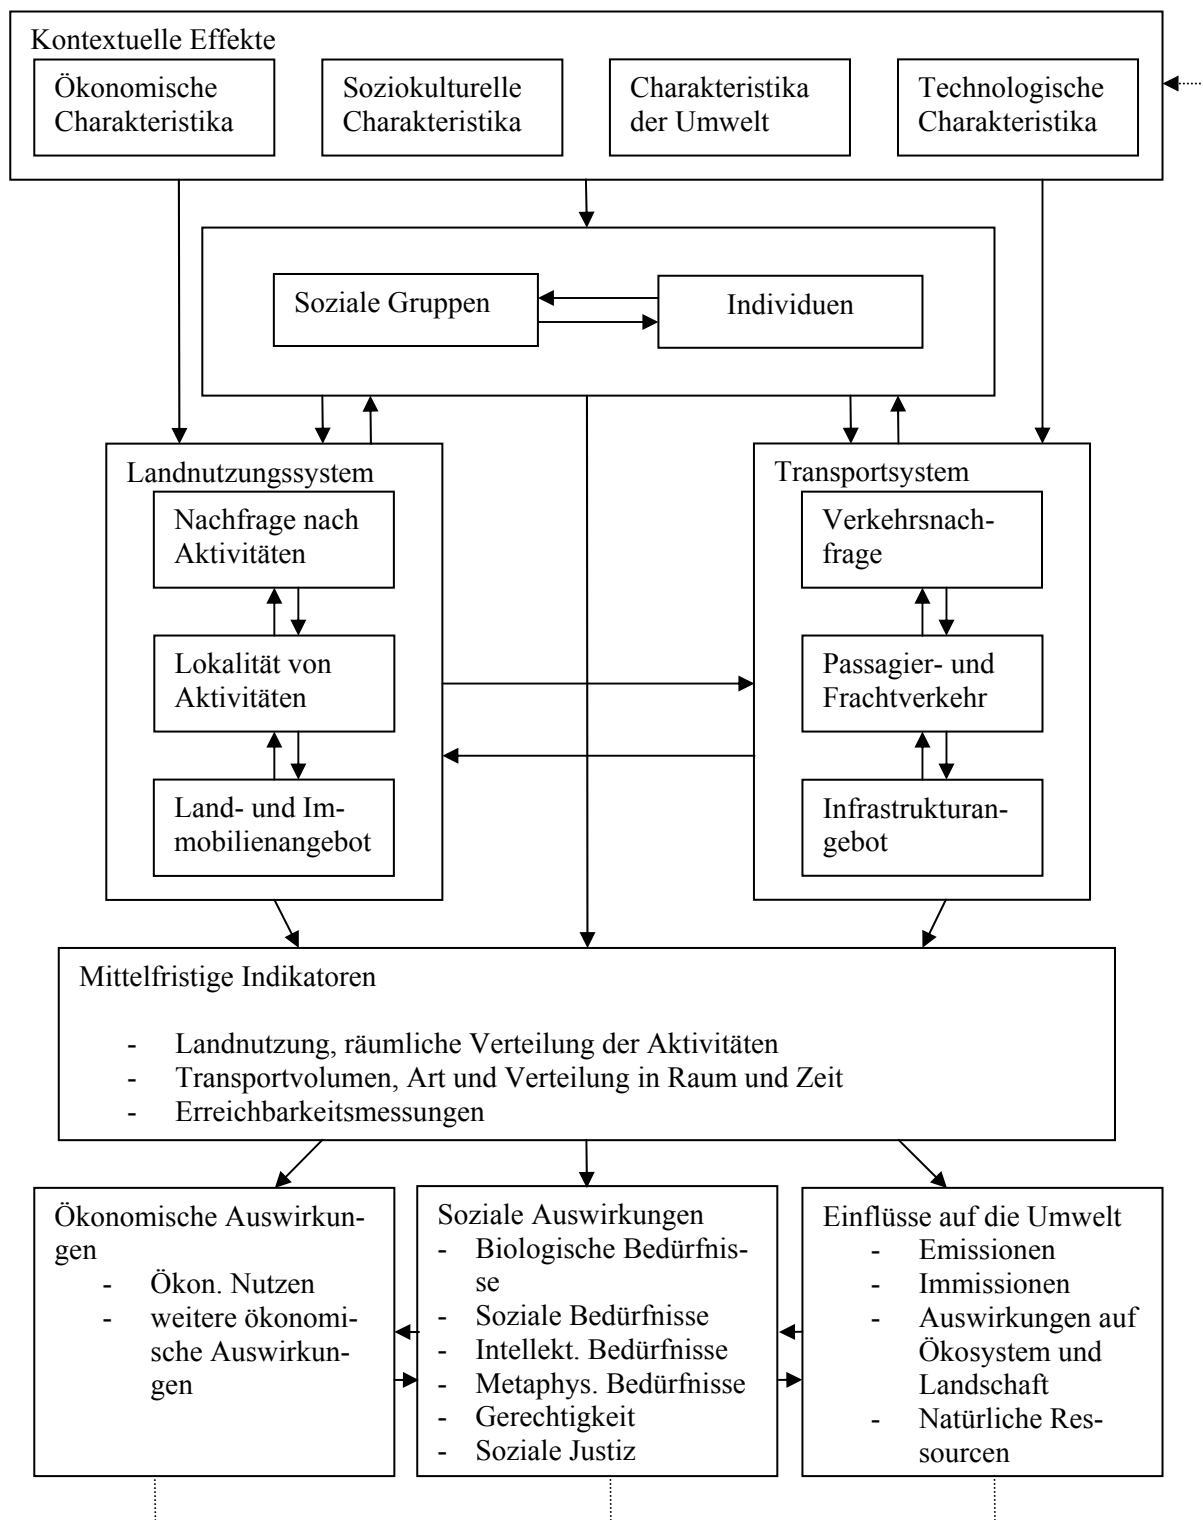 Kontextuelle Effekte
Ökonomische
Charakteristika
Soziokulturelle
Charakteristika
Charakteristika
der Umwelt
Technologische
Charakteristika
Soziale Gruppen
Individuen
Landnutzungssystem
Nachfrage nach
Aktivitäten
Lokalität von
Aktivitäten
Land- und Im-
mobilienangebot
Transportsystem
Verkehrsnach-
frage
Passagier- und
Frachtverkehr
Infrastrukturan-
gebot
Mittelfristige Indikatoren
- Landnutzung, räumliche Verteilung der Aktivitäten
- Transportvolumen, Art und Verteilung in Raum und Zeit
- Erreichbarkeitsmessungen
Ökonomische Auswirkun-
gen
- Ökon. Nutzen
- weitere ökonomi-
sche Auswirkun-
gen
Soziale Auswirkungen
- Biologische Bedürfnis-
se
- Soziale Bedürfnisse
- Intellekt. Bedürfnisse
- Metaphys. Bedürfnisse
- Gerechtigkeit
- Soziale Justiz
Einflüsse auf die Umwelt
- Emissionen
- Immissionen
- Auswirkungen auf
Ökosystem und
Landschaft
- Natürliche Res-
sourcen